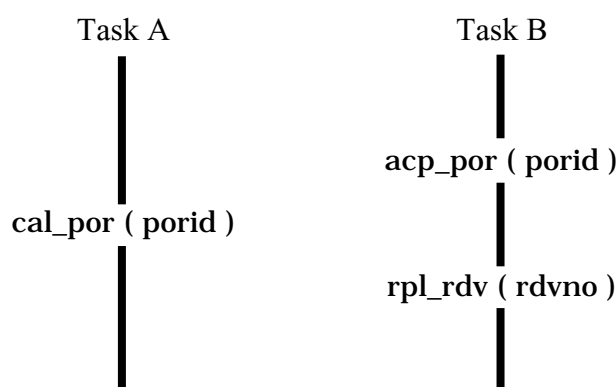 Task A
Task B
acp_por ( porid )
cal_por ( porid )
rpl_rdv ( rdvno )